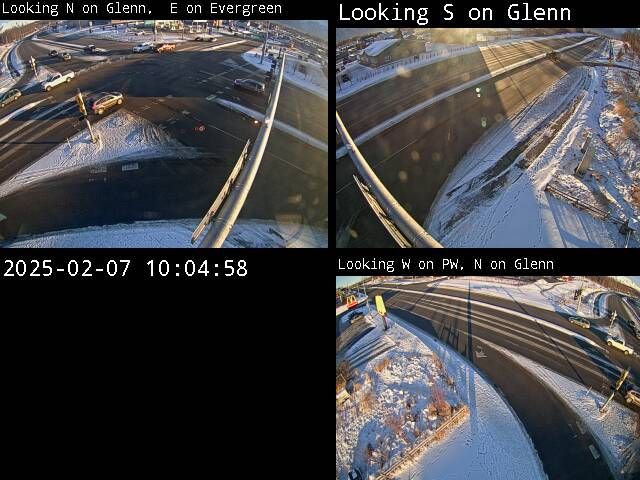 Looking N on Glenn, E on Evergreen
Looking S on Glenn
2025-02-07 10:04:58
Looking W on PW, N on Glenn